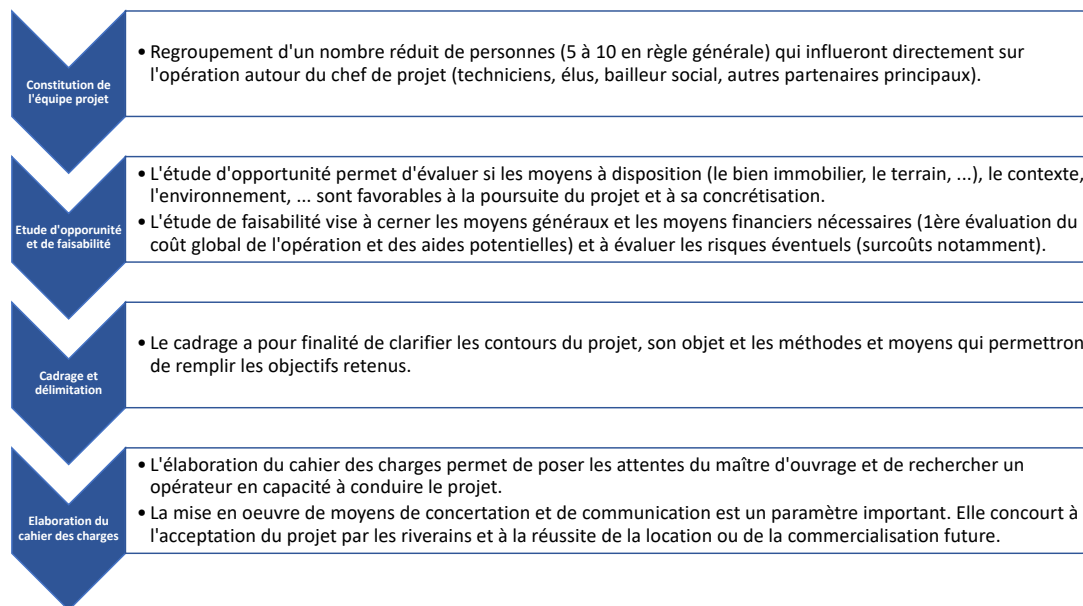 Constitution de
l'équipe projet
• Regroupement d'un nombre réduit de personnes (5 à 10 en règle générale) qui influeront directement sur
l'opération autour du chef de projet (techniciens, élus, bailleur social, autres partenaires principaux).
Etude d'opporunité
et de faisabilité
• L'étude d'opportunité permet d'évaluer si les moyens à disposition (le bien immobilier, le terrain, ...), le contexte,
l'environnement, ... sont favorables à la poursuite du projet et à sa concrétisation.
• L'étude de faisabilité vise à cerner les moyens généraux et les moyens financiers nécessaires (1ère évaluation du
coût global de l'opération et des aides potentielles) et à évaluer les risques éventuels (surcoûts notamment).
Cadrage et
délimitation
• Le cadrage a pour finalité de clarifier les contours du projet, son objet et les méthodes et moyens qui permettron
de remplir les objectifs retenus.
Elaboration du
cahier des charges
• L'élaboration du cahier des charges permet de poser les attentes du maître d'ouvrage et de rechercher un
opérateur en capacité à conduire le projet.
• La mise en oeuvre de moyens de concertation et de communication est un paramètre important. Elle concourt à
l'acceptation du projet par les riverains et à la réussite de la location ou de la commercialisation future.